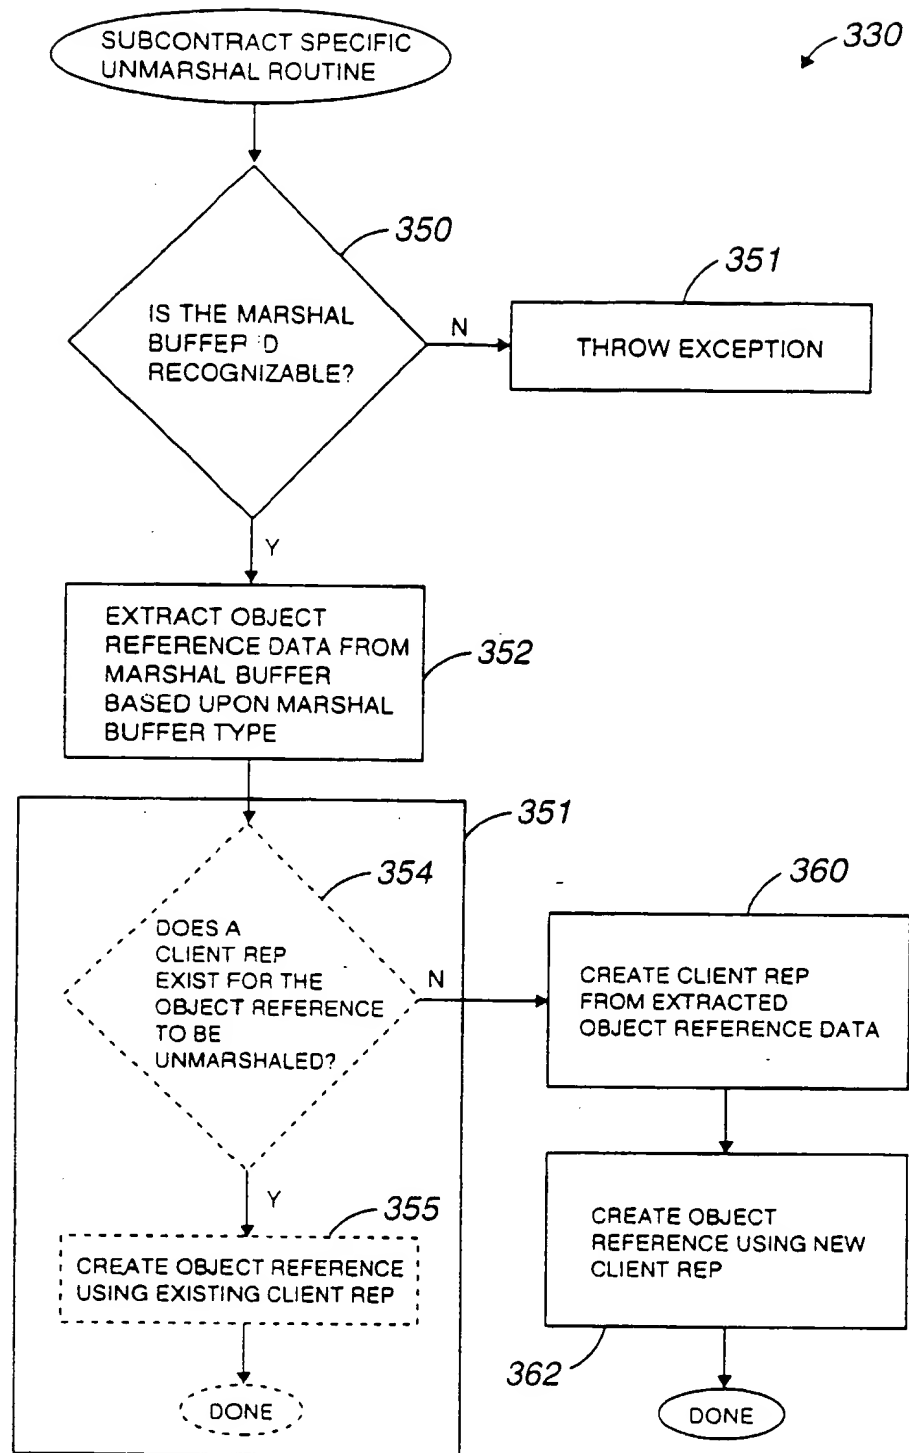 SUBCONTRACT SPECIFIC
UNMARSHAL ROUTINE
330
350
IS THE MARSHAL
BUFFER ID
RECOGNIZABLE?
N
351
THROW EXCEPTION
Y
EXTRACT OBJECT
REFERENCE DATA FROM
MARSHAL BUFFER
BASED UPON MARSHAL
BUFFER TYPE
352
351
354
DOES A
CLIENT REP
EXIST FOR THE
OBJECT REFERENCE
TO BE
UNMARSHALED?
N
360
CREATE CLIENT REP
FROM EXTRACTED
OBJECT REFERENCE DATA
Y
355
CREATE OBJECT REFERENCE
USING EXISTING CLIENT REP
CREATE OBJECT
REFERENCE USING NEW
CLIENT REP
362
DONE
DONE